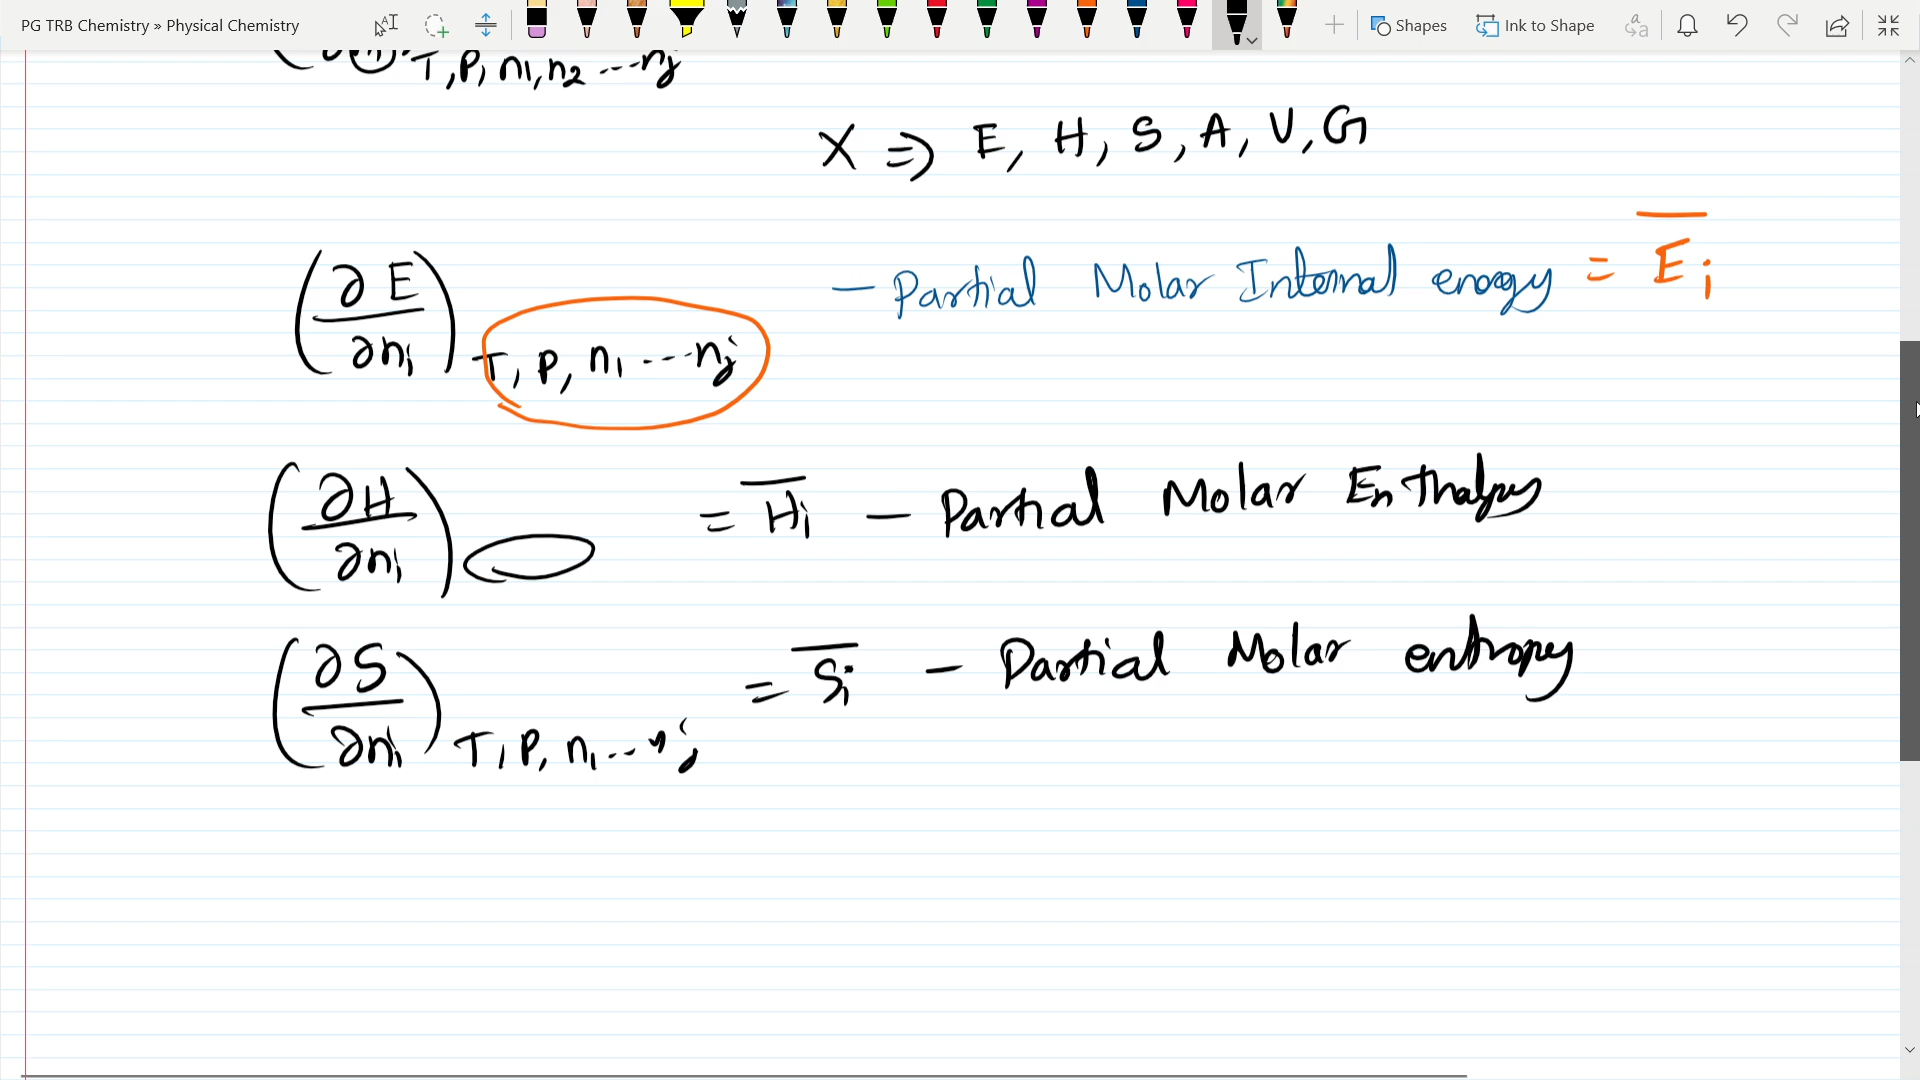 PG TRB Chemistry » Physical Chemistry
Shapes
Ink to Shape
T, P, n1, n2 ---nj
X ⇒ E, H, S, A, V, G
(∂E/∂ni) T, P, n1 ---nj – Partial Molar Internal energy = E̅i
(∂H/∂ni) = H̅i – Partial Molar Enthalpy
(∂S/∂ni) T, P, n1 ---nj = S̅i – Partial Molar entropy